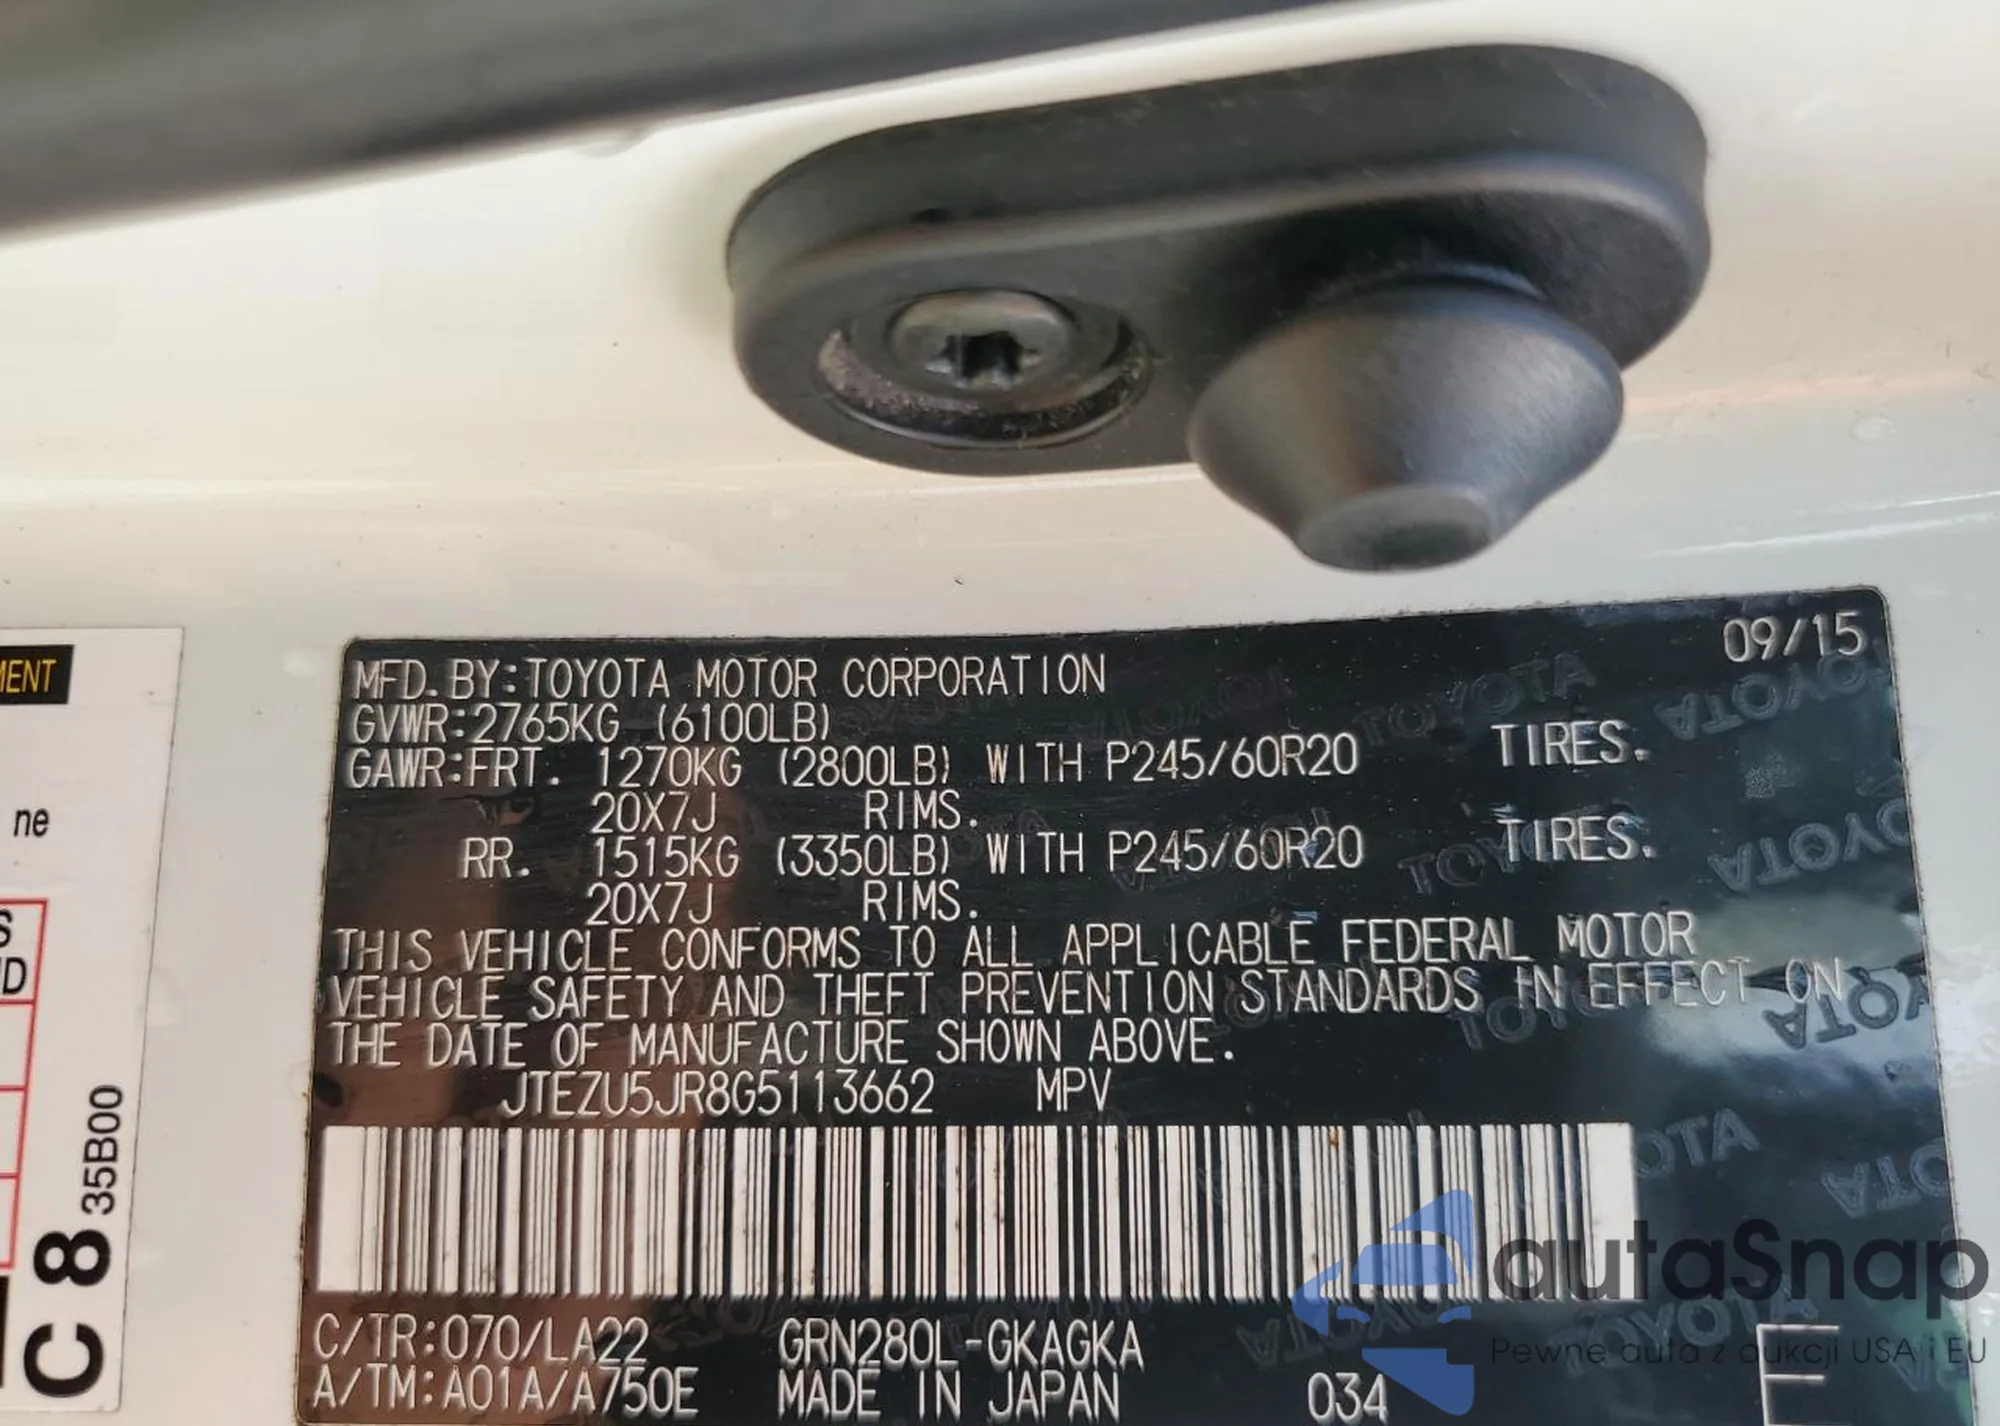 MFD. BY: TOYOTA MOTOR CORPORATION 09/15
GVWR:2765KG (6100LB)
GAWR:FRT. 1270KG (2800LB) WITH P245/60R20 TIRES.
20X7J RIMS.
RR. 1515KG (3350LB) WITH P245/60R20 TIRES.
20X7J RIMS.
THIS VEHICLE CONFORMS TO ALL APPLICABLE FEDERAL MOTOR
VEHICLE SAFETY AND THEFT PREVENTION STANDARDS IN EFFECT ON
THE DATE OF MANUFACTURE SHOWN ABOVE.
JTEZU5JR8G5113662 MPV
C/TR:070/LA22 GRN280L-GKAGKA
A/TM:A01A/A750E MADE IN JAPAN 034 E
ne
C 8 35B00
autaSnap
Pewne auta z aukcji USA i EU